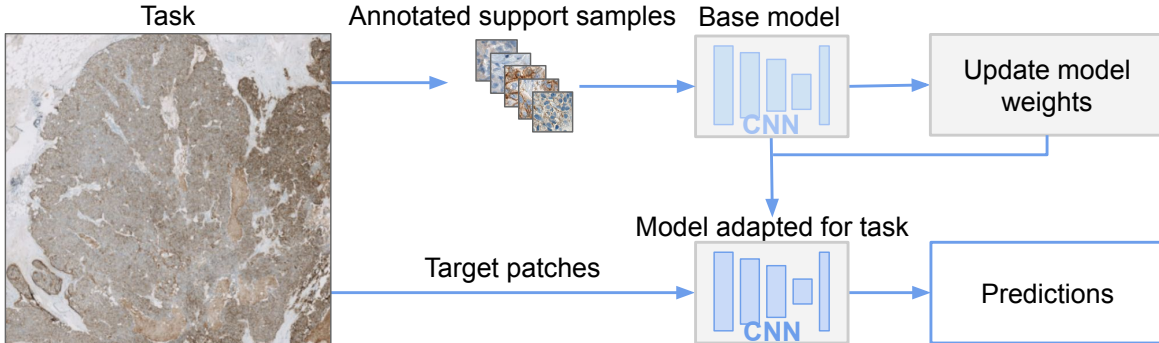 Task
Annotated support samples
Base model
CNN
Update model
weights
Model adapted for task
Target patches
CNN
Predictions